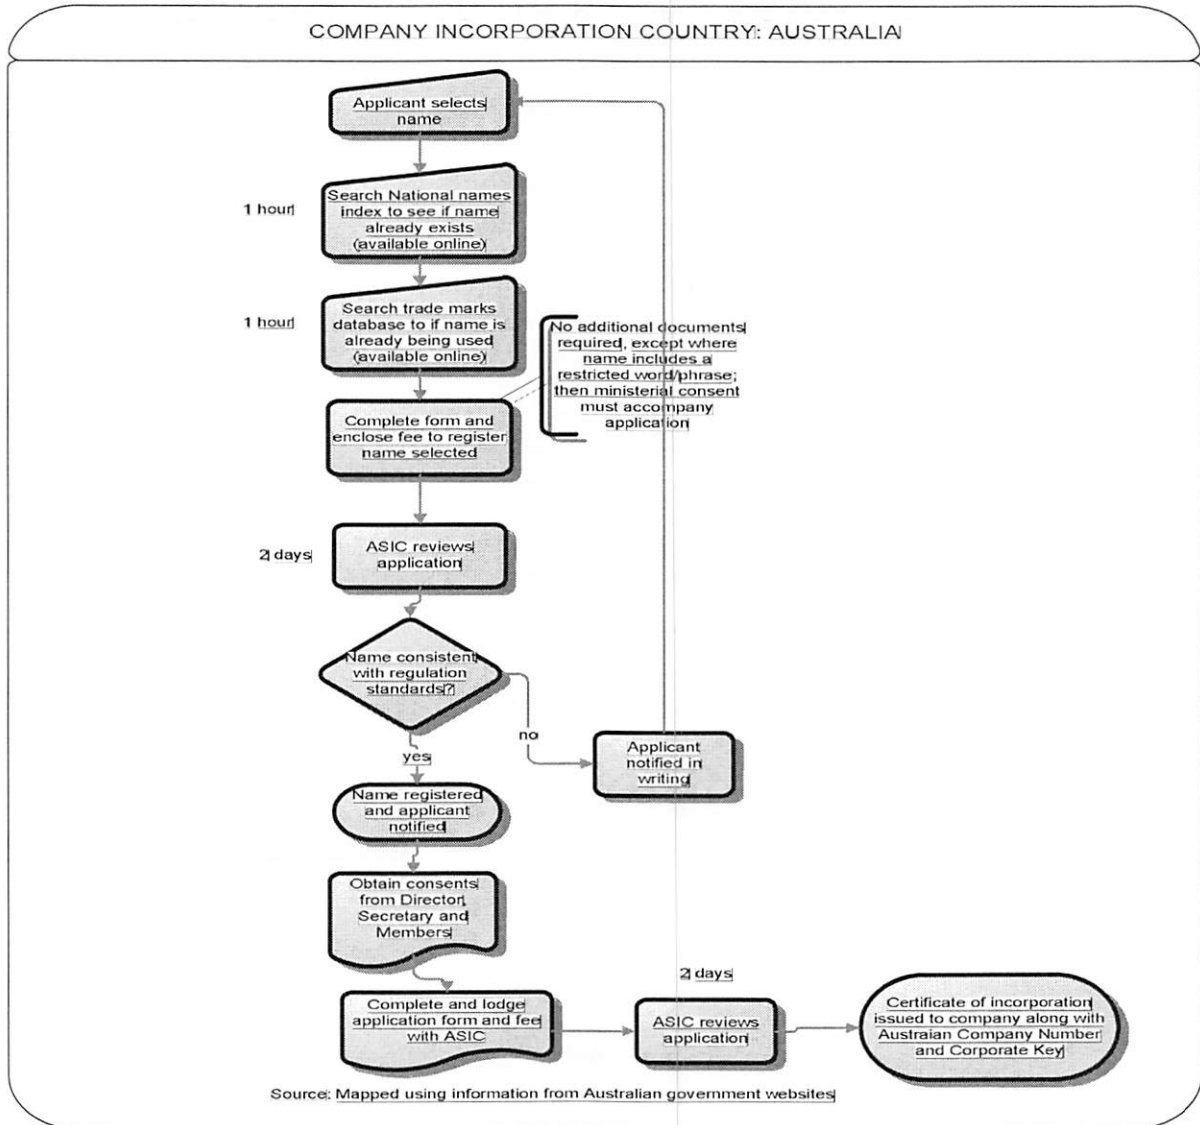 COMPANY INCORPORATION COUNTRY: AUSTRALIA
Applicant selects
name
1 hour
Search National names
index to see if name
already exists
(available online)
1 hour
Search trade marks
database to if name is
already being used
(available online)
No additional documents
required, except where
name includes a
restricted word/phrase;
then ministerial consent
must accompany
application
Complete form and
enclose fee to register
name selected
2 days
ASIC reviews
application
Name consistent
with regulation
standards?
no
yes
Applicant
notified in
writing
Name registered
and applicant
notified
Obtain consents
from Director,
Secretary and
Members
Complete and lodge
application form and fee
with ASIC
2 days
ASIC reviews
application
Certificate of incorporation
issued to company along with
Austraian Company Number
and Corporate Key
Source: Mapped using information from Australian government websites